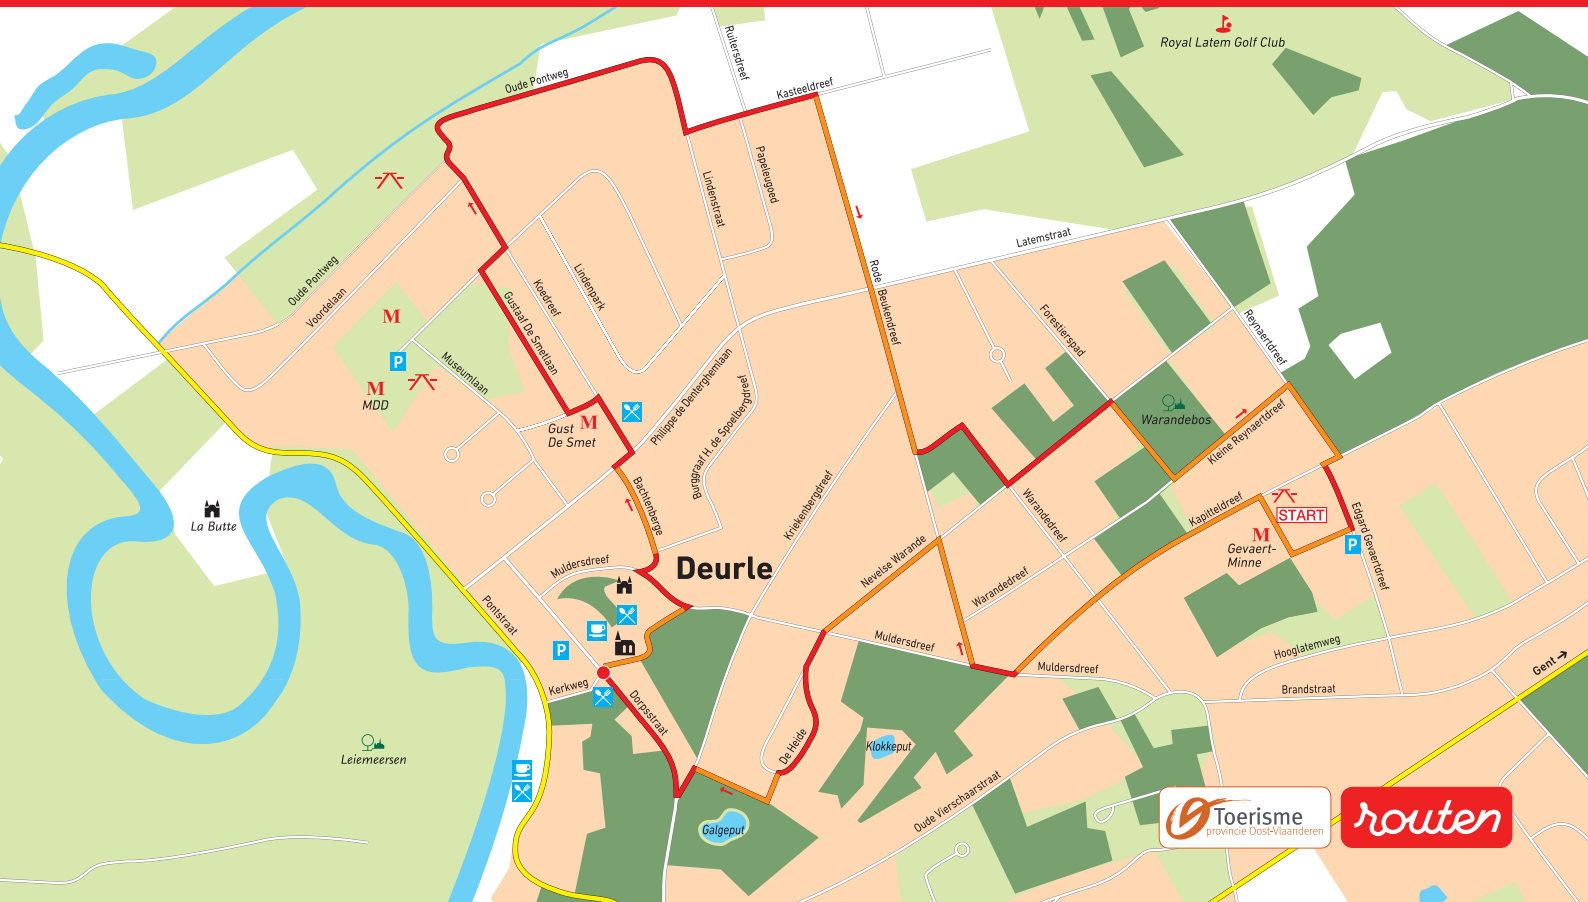 Royal Latem Golf Club
Ruitersdreef
Oude Pontweg
Kasteeldreef
Papeleugoed
Lindenstraat
Latemstraat
Rode Beukendreef
Oude Pontweg
Voordelaan
Koedreef
Lindenpark
Gustaaf De Smetlaan
Forestierspad
Reynaertdreef
M
P
Museumlaan
M
MDD
Philippe de Denterghemlaan
Burggraaf H. de Spoelberghdreef
Gust M
De Smet
Warandebos
Kleine Reynaertdreef
Bachtenberge
Kriekenbergdreef
Warandedreef
Kapitteldreef
START
Edgard Gevaertdreef
La Butte
M
Gevaert-
Minne
P
Nevelse Warande
Muldersdreef
Deurle
Warandedreef
Pontstraat
P
Muldersdreef
Muldersdreef
Hooglatemweg
Gent →
Kerkweg
Dorpsstraat
Brandstraat
De Heide
Klokkeput
Leiemeersen
Oude Vierschaarstraat
Galgeput
Toerisme
provincie Oost-Vlaanderen
routen